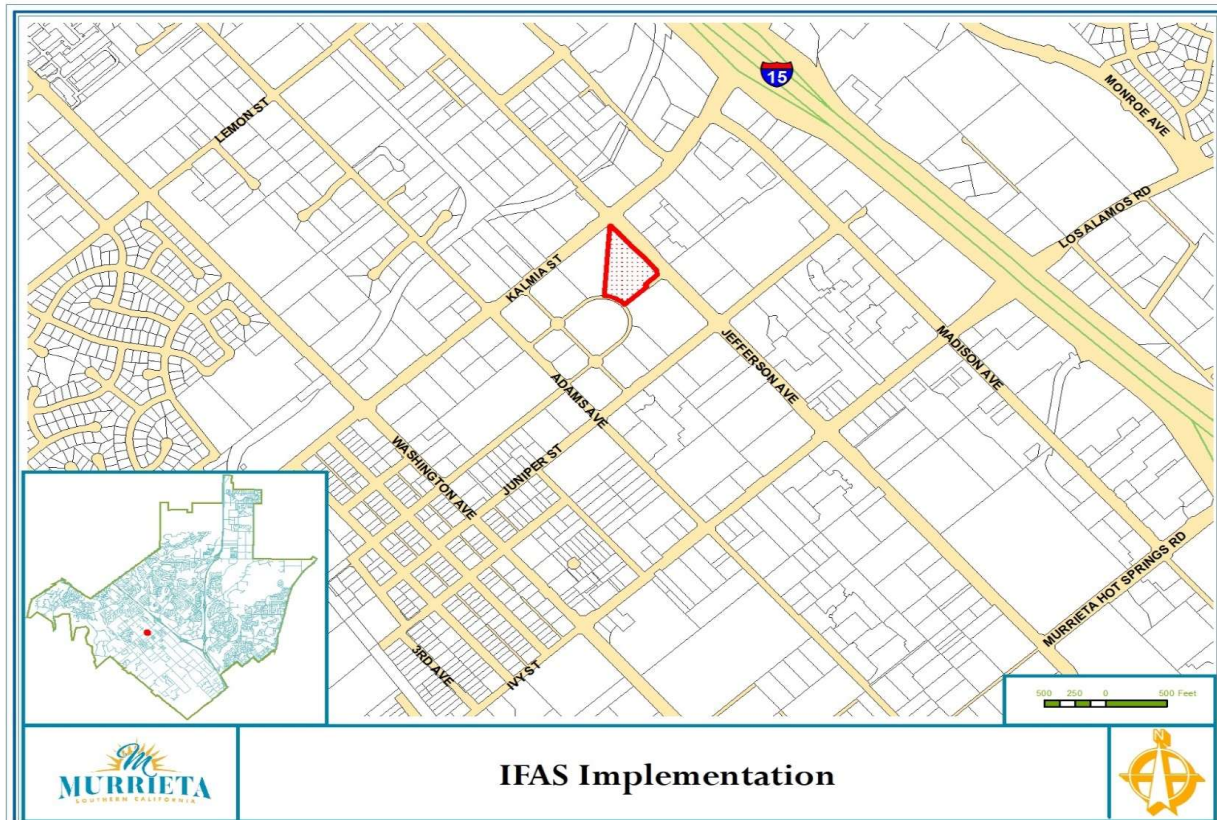 15
MONROE AVE
LEMON ST
LOS ALAMOS RD
KALMIA ST
JEFFERSON AVE
MADISON AVE
ADAMS AVE
WASHINGTON AVE
JUNIPER ST
MURRIETA HOT SPRINGS RD
3RD AVE
IVY ST
500 250 0 500 Feet
M
MURRIETA
SOUTHERN CALIFORNIA
IFAS Implementation
N